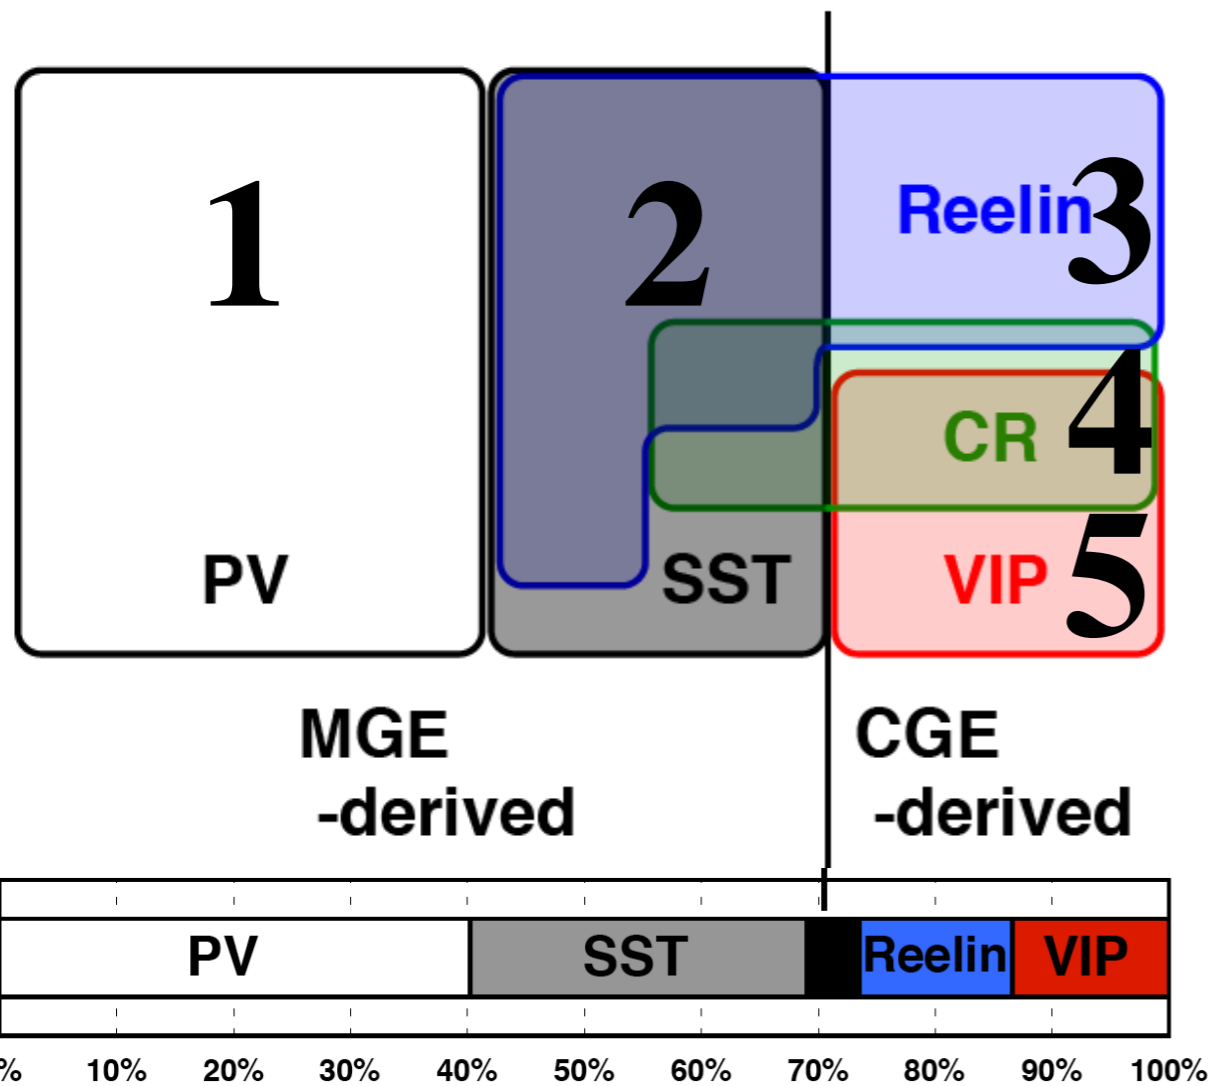 1
2
3
Reelin
4
CR
5
PV
SST
VIP
MGE
-derived
CGE
-derived
PV
SST
Reelin
VIP
%
10%
20%
30%
40%
50%
60%
70%
80%
90%
100%